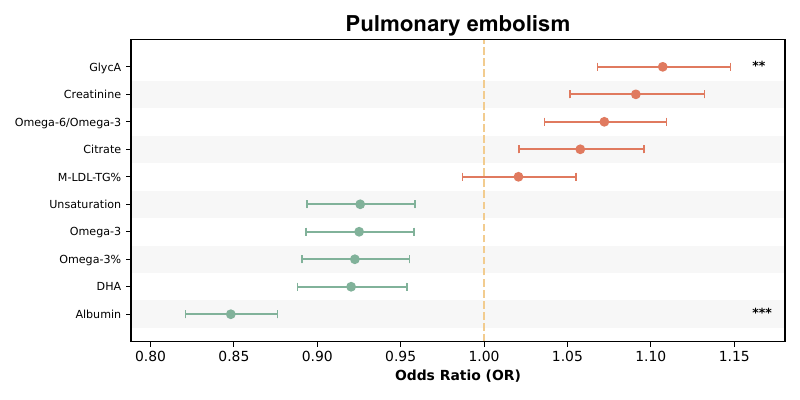 Pulmonary embolism
GlycA **
Creatinine
Omega-6/Omega-3
Citrate
M-LDL-TG%
Unsaturation
Omega-3
Omega-3%
DHA
Albumin ***
0.80 0.85 0.90 0.95 1.00 1.05 1.10 1.15
Odds Ratio (OR)